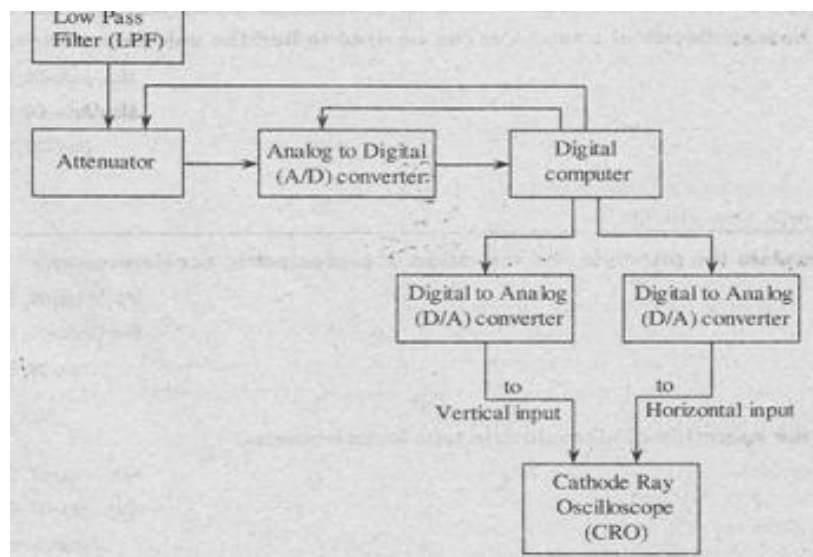 Low Pass
Filter (LPF)
Attenuator
Analog to Digital
(A/D) converter
Digital
computer
Digital to Analog
(D/A) converter
Digital to Analog
(D/A) converter
to
Vertical input
to
Horizontal input
Cathode Ray
Oscilloscope
(CRO)